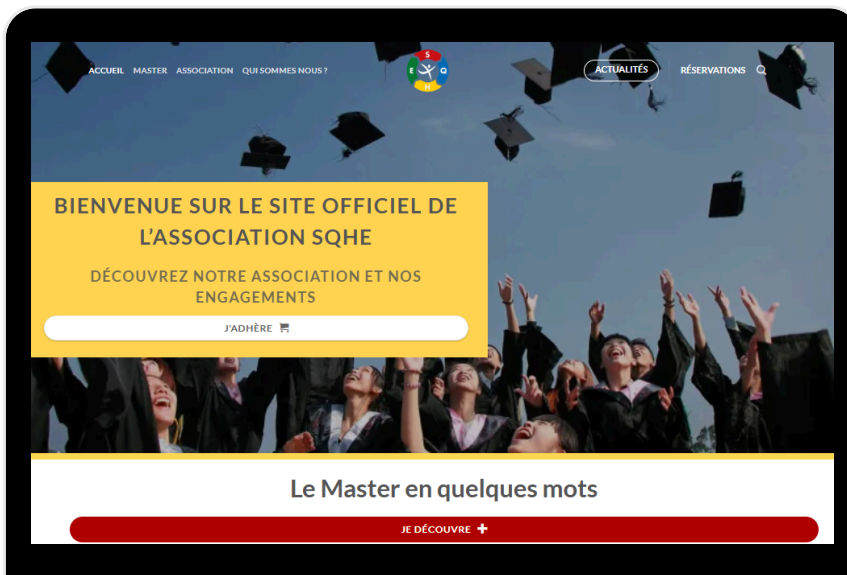 ACCUEIL MASTER ASSOCIATION QUI SOMMES NOUS ?
S
E Q
H
ACTUALITÉS RÉSERVATIONS
BIENVENUE SUR LE SITE OFFICIEL DE
L'ASSOCIATION SQHE
DÉCOUVREZ NOTRE ASSOCIATION ET NOS
ENGAGEMENTS
J'ADHÈRE
Le Master en quelques mots
JE DÉCOUVRE